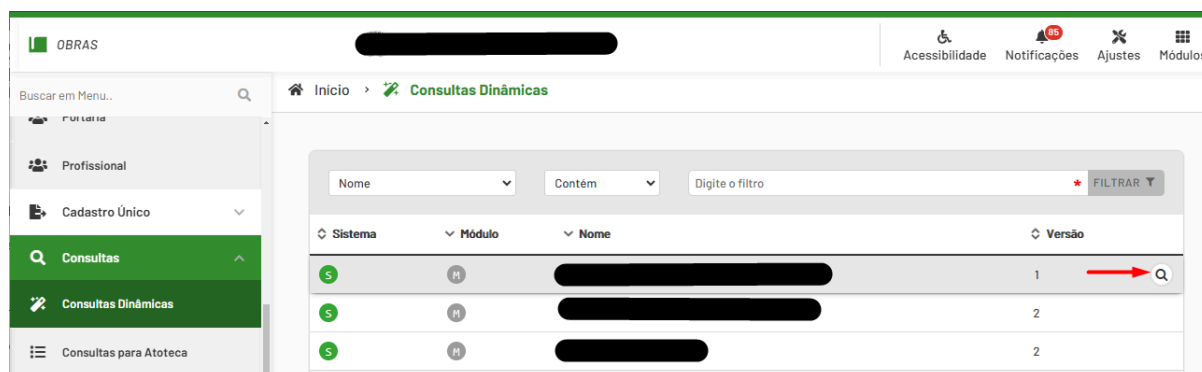 OBRAS
Acessibilidade
85
Notificações
Ajustes
Módulos
Buscar em Menu..
Início › Consultas Dinâmicas
Portaria
Profissional
Cadastro Único
Consultas
Consultas Dinâmicas
Consultas para Atoteca
Nome
Contém
Digite o filtro
* FILTRAR
Sistema Módulo Nome Versão
S M 1
S M 2
S M 2